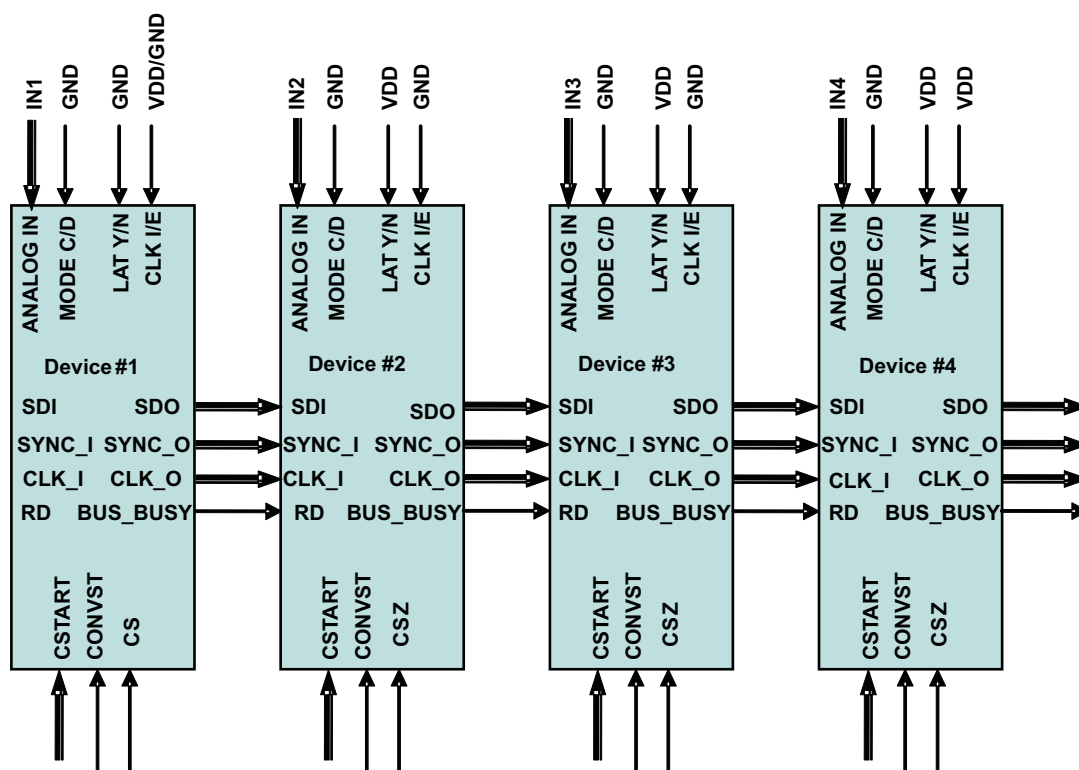 IN1
GND
GND
VDD/GND
ANALOG IN
MODE C/D
LAT Y/N
CLK I/E
Device #1
SDI SDO
SYNC_I SYNC_O
CLK_I CLK_O
RD BUS_BUSY
CSTART
CONVST
CS
IN2
GND
VDD
GND
ANALOG IN
MODE C/D
LAT Y/N
CLK I/E
Device #2
SDI SDO
SYNC_I SYNC_O
CLK_I CLK_O
RD BUS_BUSY
CSTART
CONVST
CSZ
IN3
GND
VDD
GND
ANALOG IN
MODE C/D
LAT Y/N
CLK I/E
Device #3
SDI SDO
SYNC_I SYNC_O
CLK_I CLK_O
RD BUS_BUSY
CSTART
CONVST
CSZ
IN4
GND
VDD
VDD
ANALOG IN
MODE C/D
LAT Y/N
CLK I/E
Device #4
SDI SDO
SYNC_I SYNC_O
CLK_I CLK_O
RD BUS_BUSY
CSTART
CONVST
CSZ